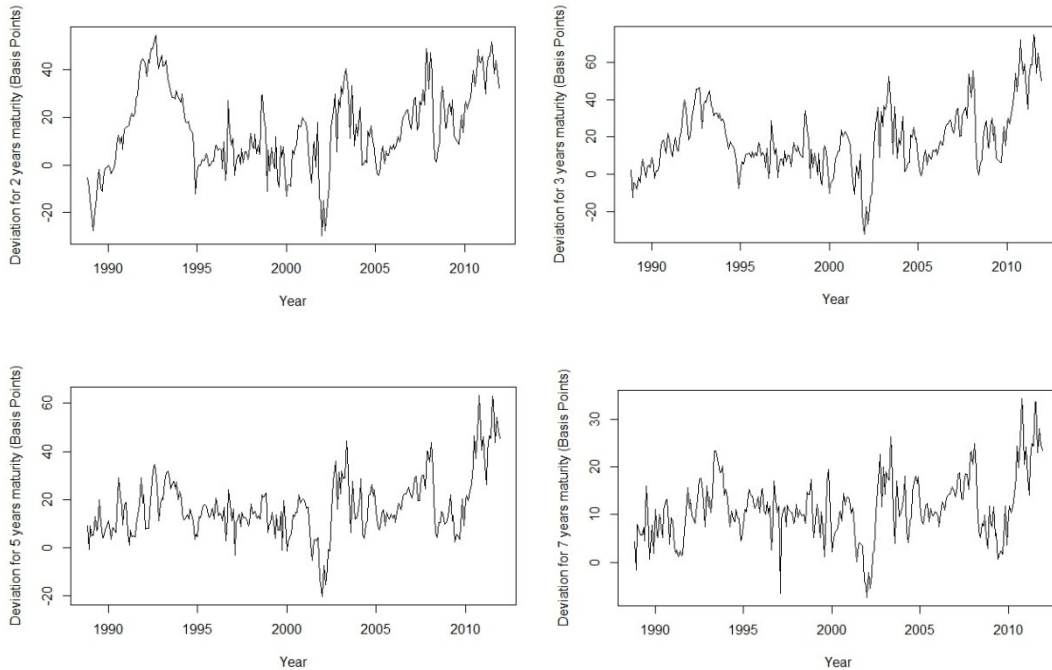 Deviation for 2 years maturity (Basis Points)
40
20
0
-20
1990 1995 2000 2005 2010
Year
Deviation for 3 years maturity (Basis Points)
60
40
20
0
-20
1990 1995 2000 2005 2010
Year
Deviation for 5 years maturity (Basis Points)
60
40
20
0
-20
1990 1995 2000 2005 2010
Year
Deviation for 7 years maturity (Basis Points)
30
20
10
0
1990 1995 2000 2005 2010
Year